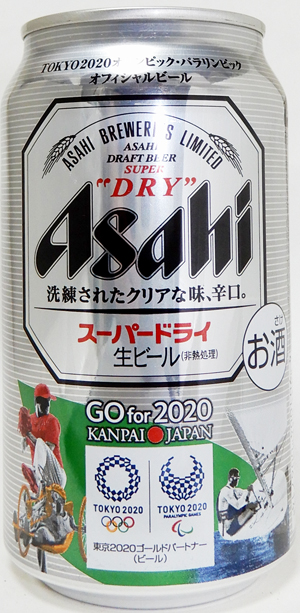 TOKYO2020オリンピック・パラリンピック
オフィシャルビール
ASAHI BREWERIES LIMITED
ASAHI
DRAFT BEER
SUPER
"DRY"
Asahi
洗練されたクリアな味、辛口。
スーパードライ
生ビール(非熱処理)
さけ
お酒
GO for 2020
KANPAI JAPAN
TOKYO 2020
TOKYO 2020
PARALYMPIC GAMES
東京2020ゴールドパートナー
(ビール)